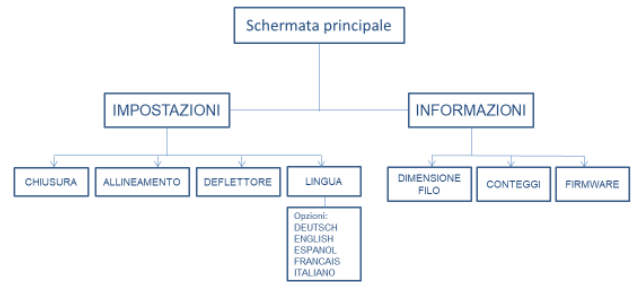 Schermata principale
IMPOSTAZIONI
INFORMAZIONI
CHIUSURA
ALLINEAMENTO
DEFLETTORE
LINGUA
DIMENSIONE
FILO
CONTEGGI
FIRMWARE
Opzioni:
DEUTSCH
ENGLISH
ESPANOL
FRANCAIS
ITALIANO